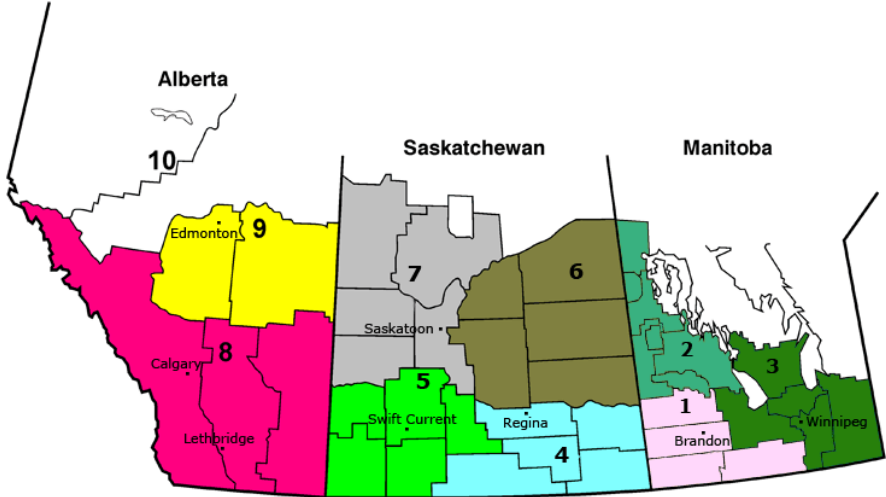 Alberta
Saskatchewan
Manitoba
10
Edmonton
9
7
6
Saskatoon
8
Calgary
2
3
5
1
Swift Current
Regina
Winnipeg
Lethbridge
Brandon
4